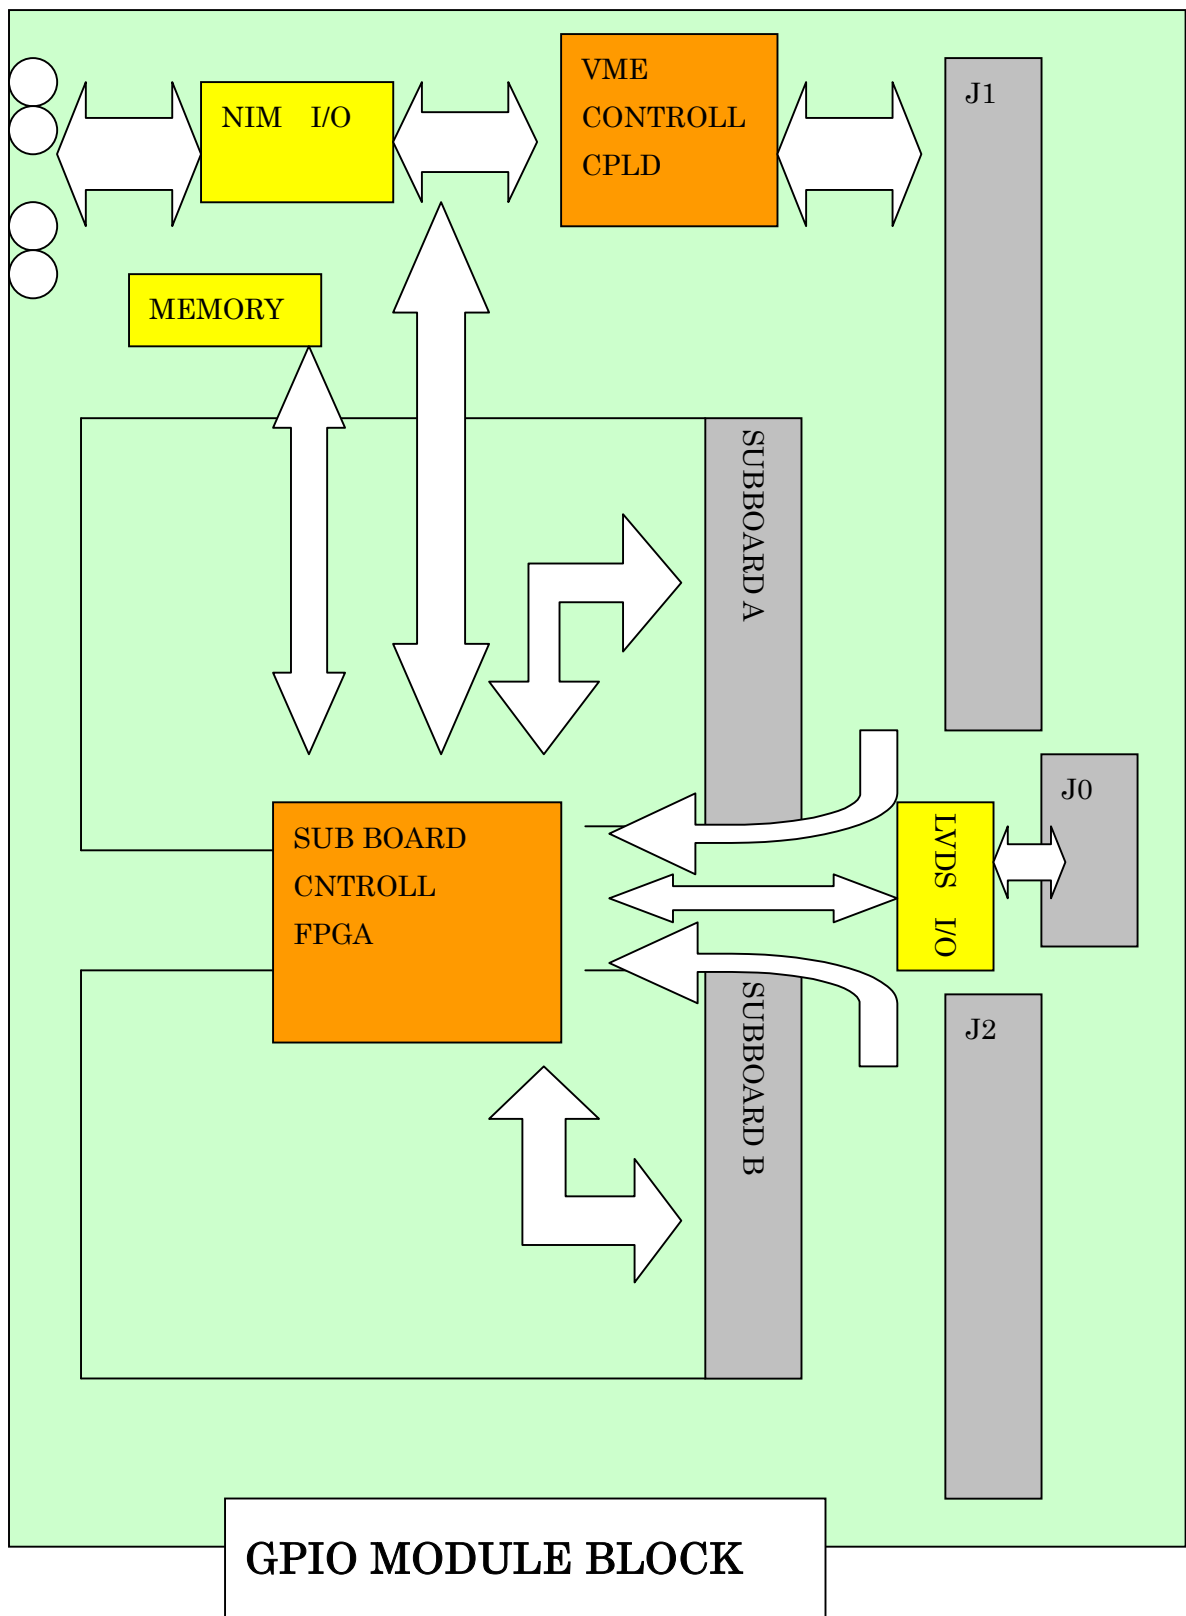 VME
CONTROLL
CPLD
J1
NIM I/O
MEMORY
SUBBOARD A
J0
SUB BOARD
CNTROLL
FPGA
LVDS I/O
SUBBOARD B
J2
GPIO MODULE BLOCK